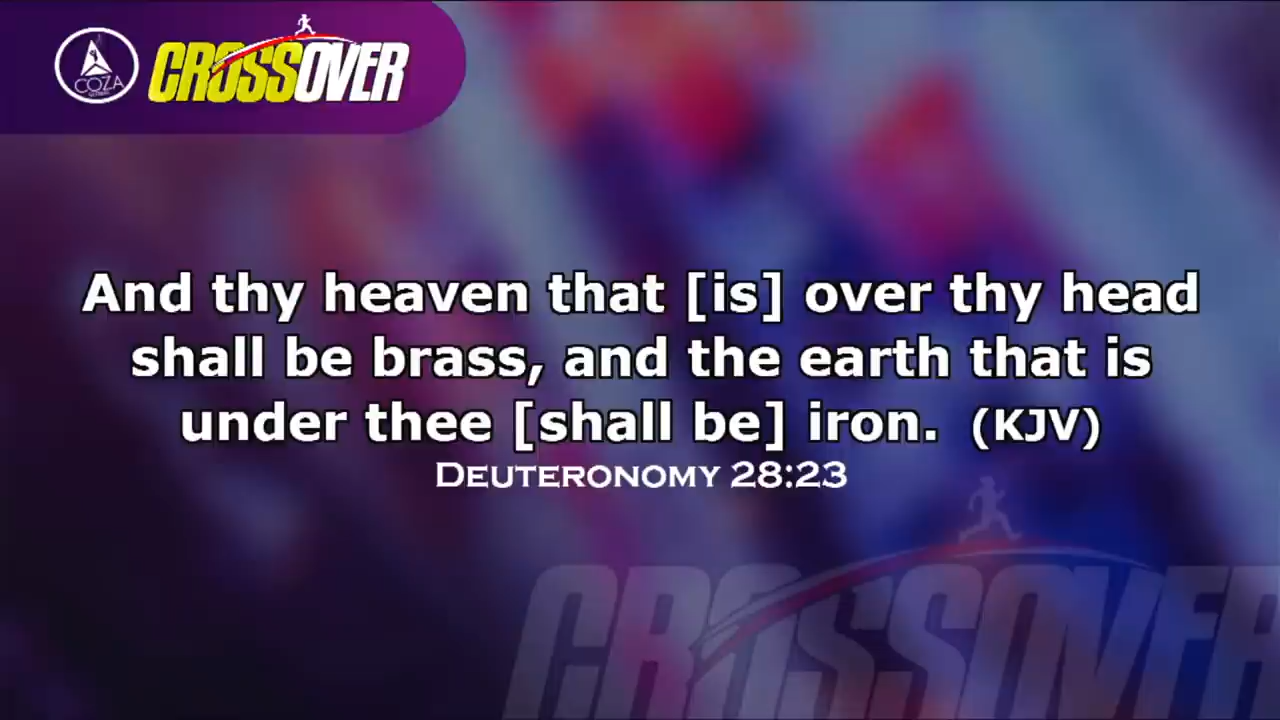 COZA
CROSSOVER
And thy heaven that [is] over thy head
shall be brass, and the earth that is
under thee [shall be] iron. (KJV)
DEUTERONOMY 28:23
CROSSOVER